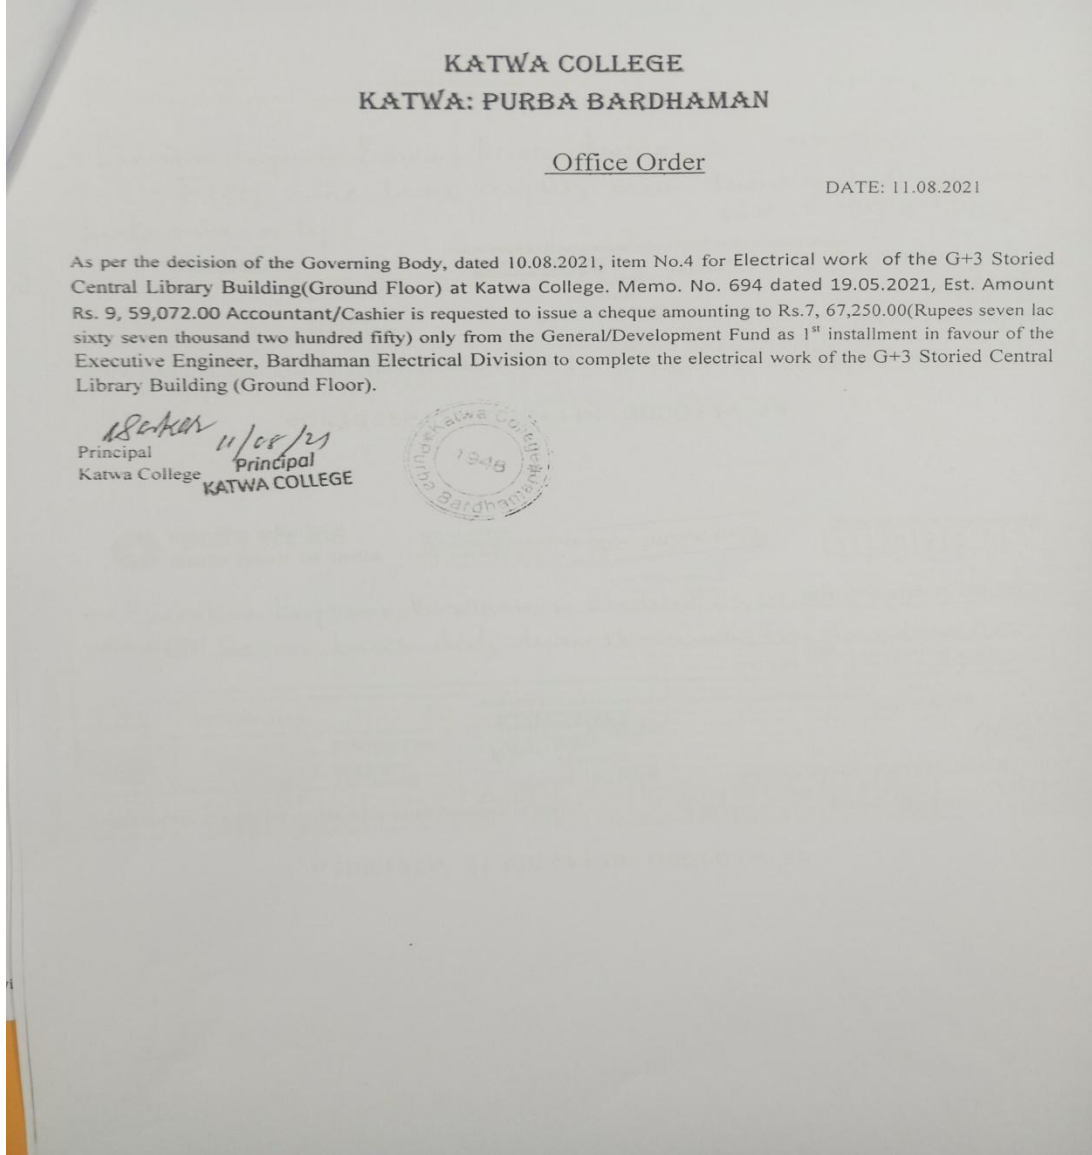 KATWA COLLEGE
KATWA: PURBA BARDHAMAN
Office Order
DATE: 11.08.2021
As per the decision of the Governing Body, dated 10.08.2021, item No.4 for Electrical work of the G+3 Storied
Central Library Building(Ground Floor) at Katwa College. Memo. No. 694 dated 19.05.2021, Est. Amount
Rs. 9, 59,072.00 Accountant/Cashier is requested to issue a cheque amounting to Rs.7, 67,250.00(Rupees seven lac
sixty seven thousand two hundred fifty) only from the General/Development Fund as 1st installment in favour of the
Executive Engineer, Bardhaman Electrical Division to complete the electrical work of the G+3 Storied Central
Library Building (Ground Floor).
11/08/21
Principal
Katwa College
Principal
KATWA COLLEGE
Katwa College
Purba Bardhaman
1948